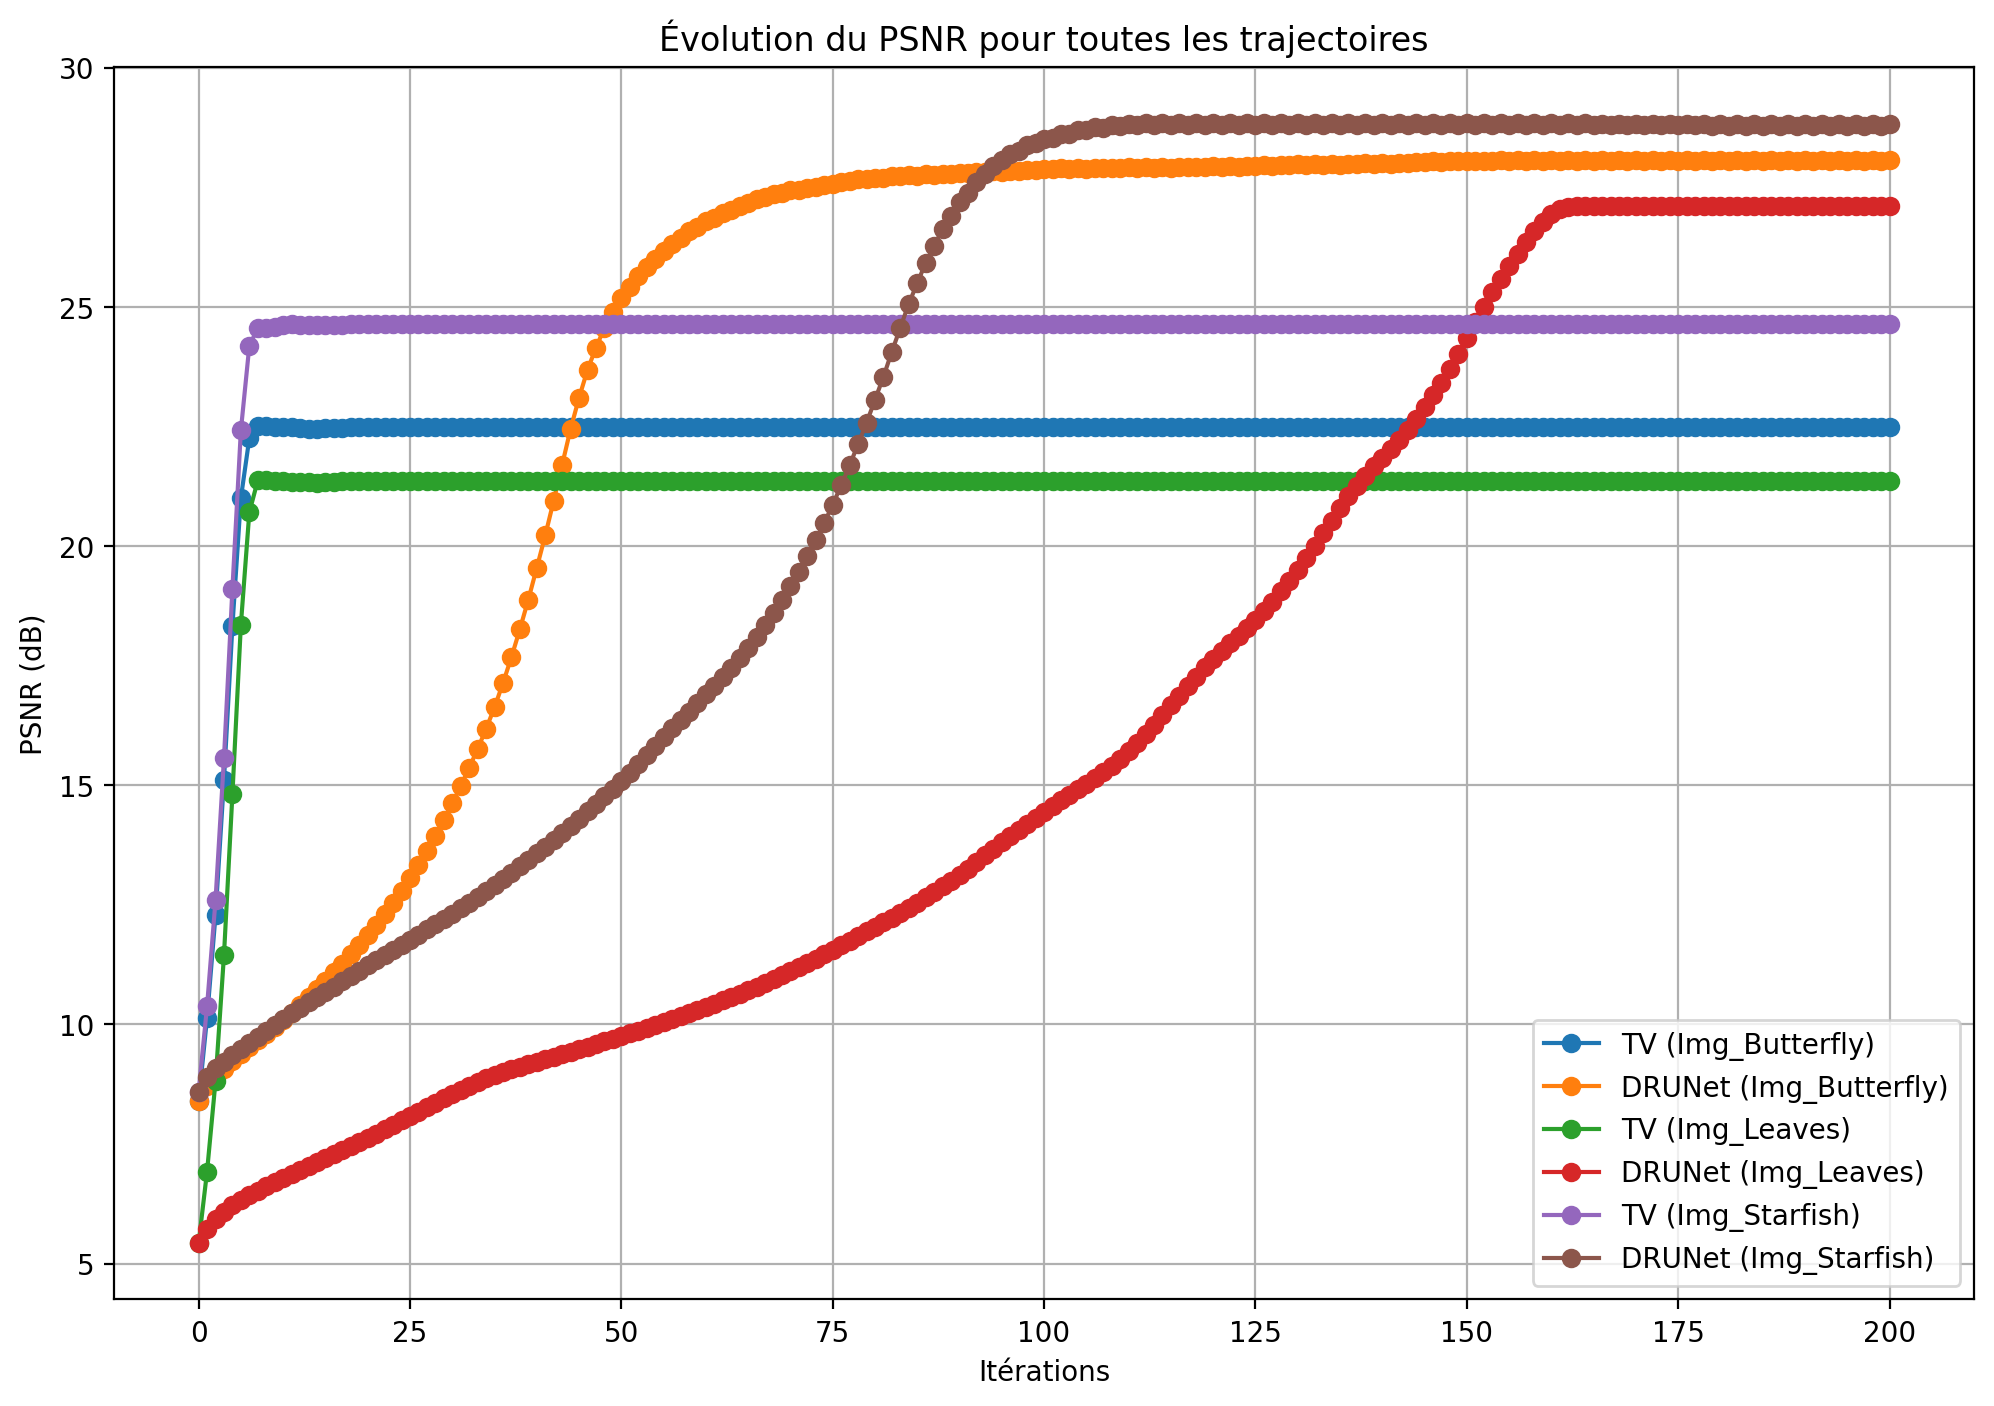 Évolution du PSNR pour toutes les trajectoires
30
25
20
15
10
5
PSNR (dB)
0 25 50 75 100 125 150 175 200
Itérations
TV (Img_Butterfly)
DRUNet (Img_Butterfly)
TV (Img_Leaves)
DRUNet (Img_Leaves)
TV (Img_Starfish)
DRUNet (Img_Starfish)